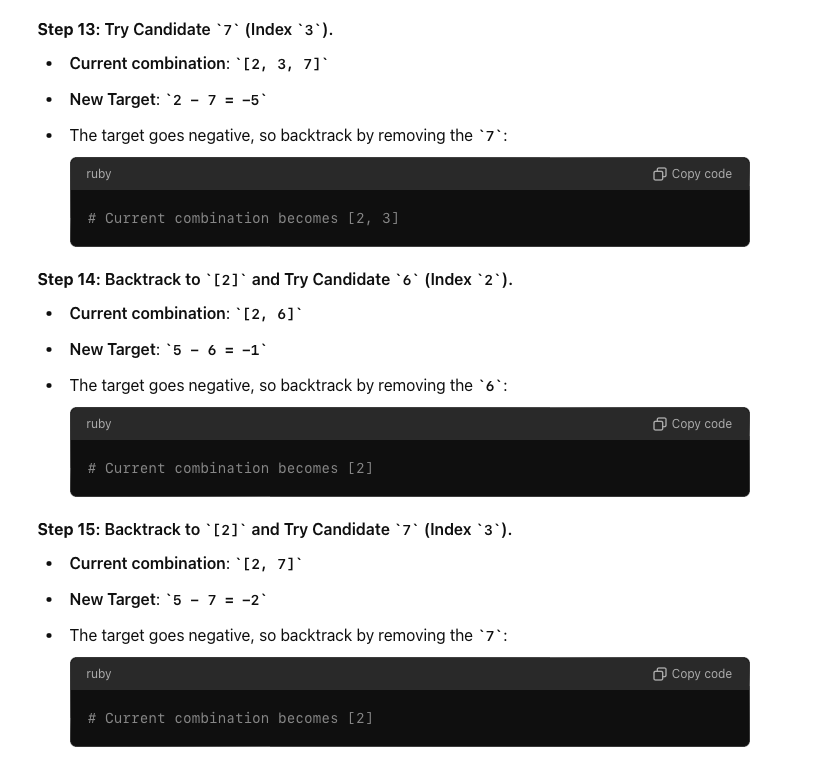 Step 13: Try Candidate `7` (Index `3`).
• Current combination: `[2, 3, 7]`
• New Target: `2 - 7 = -5`
• The target goes negative, so backtrack by removing the `7`:
ruby Copy code
# Current combination becomes [2, 3]
Step 14: Backtrack to `[2]` and Try Candidate `6` (Index `2`).
• Current combination: `[2, 6]`
• New Target: `5 - 6 = -1`
• The target goes negative, so backtrack by removing the `6`:
ruby Copy code
# Current combination becomes [2]
Step 15: Backtrack to `[2]` and Try Candidate `7` (Index `3`).
• Current combination: `[2, 7]`
• New Target: `5 - 7 = -2`
• The target goes negative, so backtrack by removing the `7`:
ruby Copy code
# Current combination becomes [2]